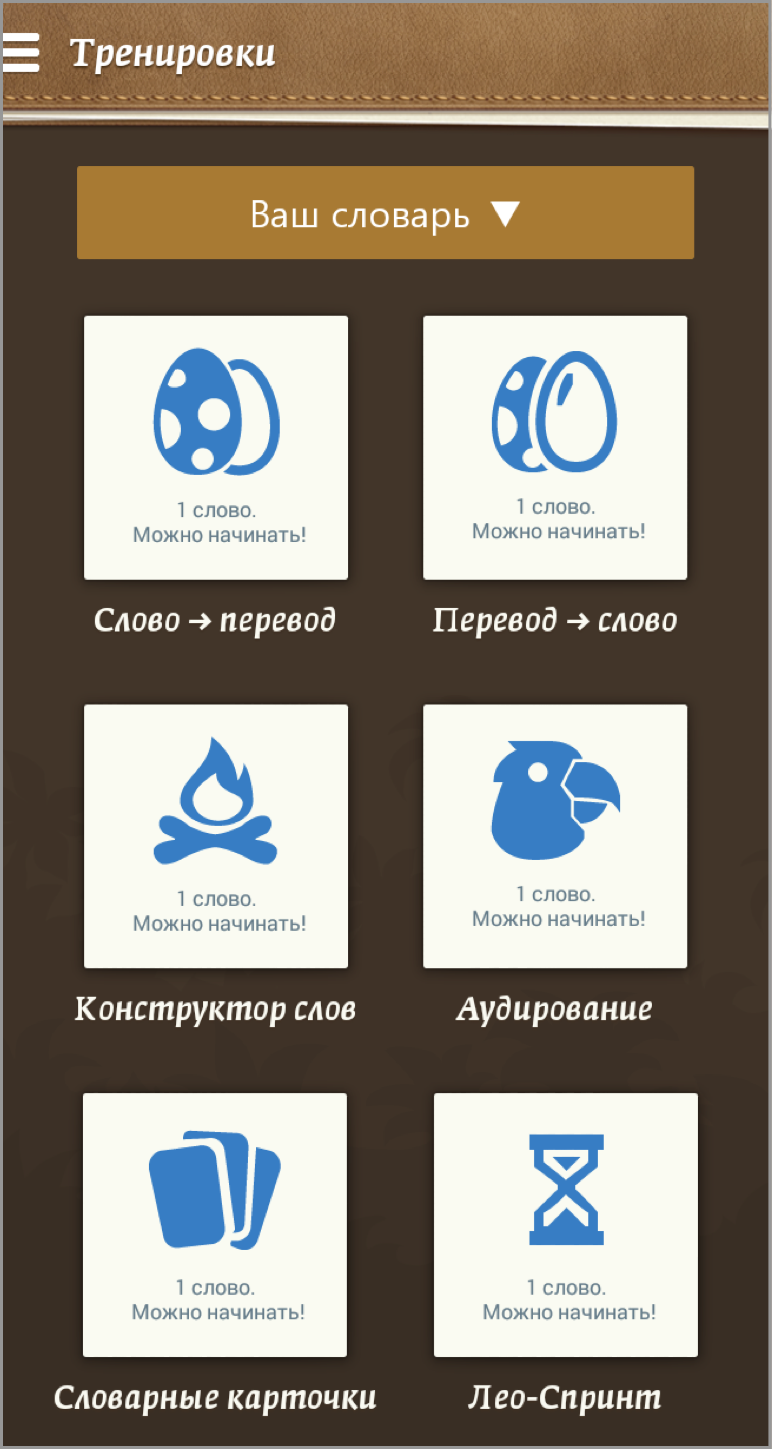 Тренировки
Ваш словарь ▼
1 слово.
Можно начинать!
Слово → перевод
1 слово.
Можно начинать!
Перевод → слово
1 слово.
Можно начинать!
Конструктор слов
1 слово.
Можно начинать!
Аудирование
1 слово.
Можно начинать!
Словарные карточки
1 слово.
Можно начинать!
Лео-Спринт